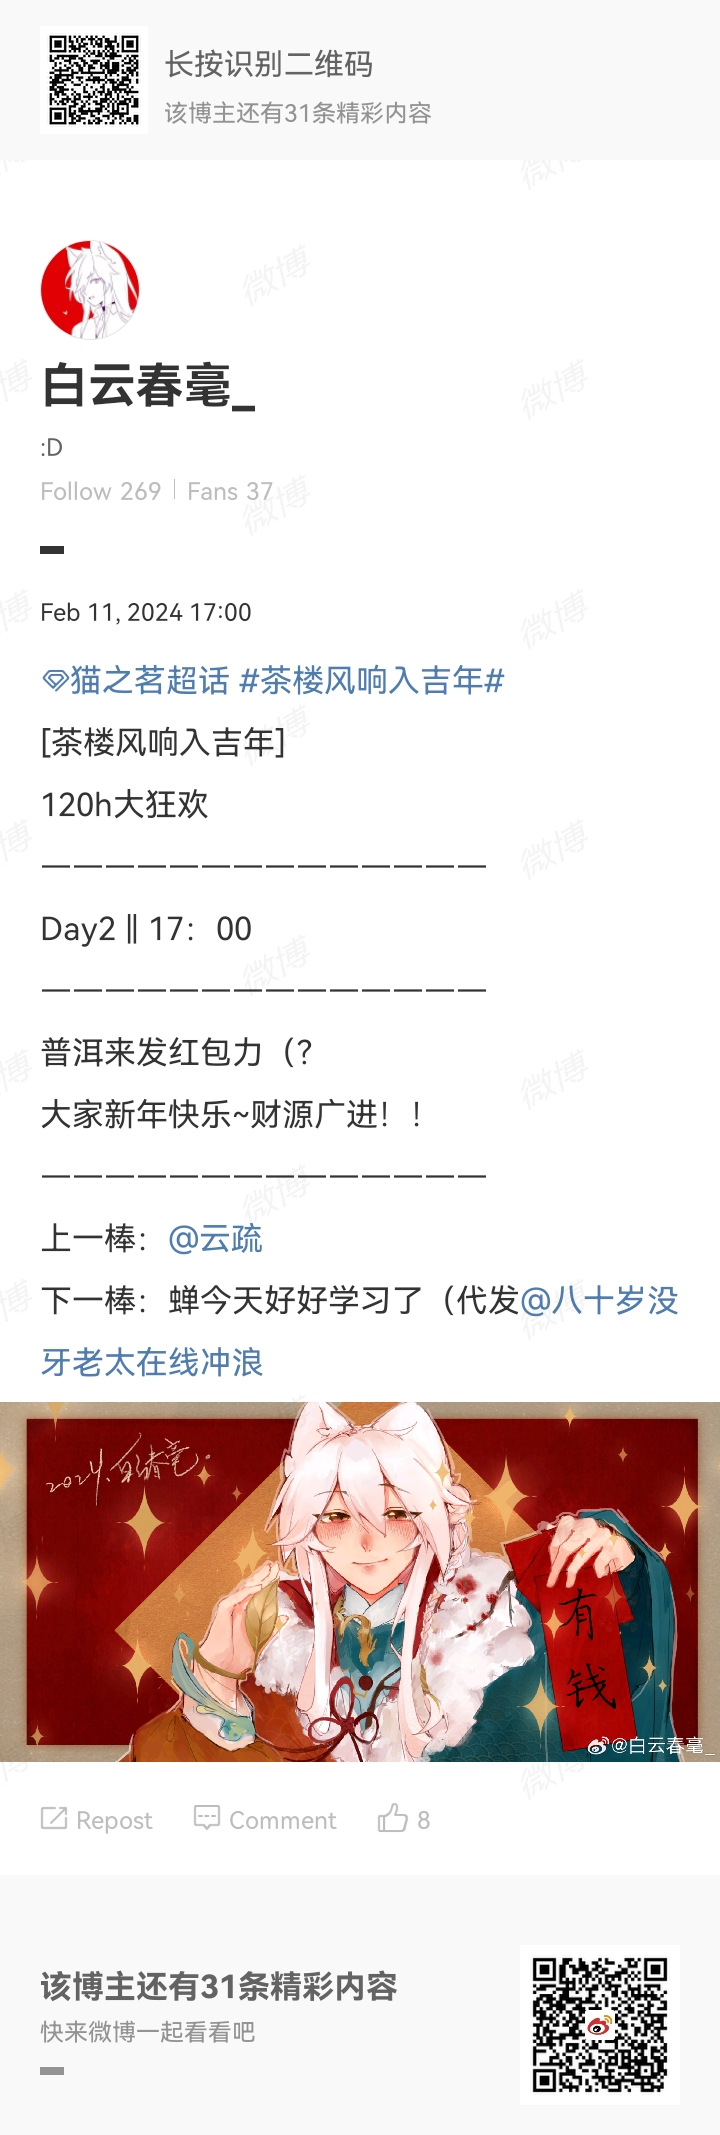 长按识别二维码
该博主还有31条精彩内容
白云春毫_
:D
Follow 269 | Fans 37
Feb 11, 2024 17:00
猫之茗超话 #茶楼风响入吉年#
[茶楼风响入吉年]
120h大狂欢
——————————————
Day2 || 17：00
——————————————
普洱来发红包力（？
大家新年快乐~财源广进！！
——————————————
上一棒：@云疏
下一棒：蝉今天好好学习了（代发@八十岁没
牙老太在线冲浪
2024.白云春毫.
有
钱
@白云春毫_
Repost Comment 8
该博主还有31条精彩内容
快来微博一起看看吧
微博